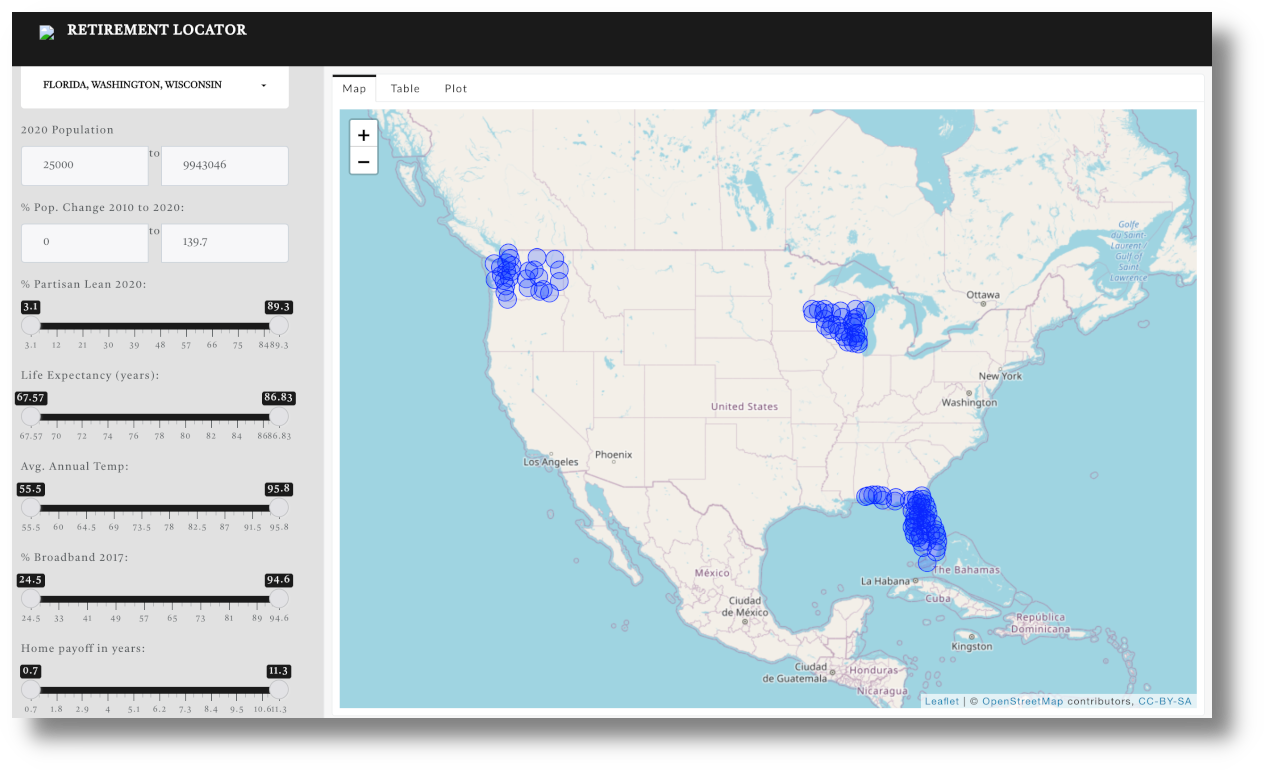 RETIREMENT LOCATOR
FLORIDA, WASHINGTON, WISCONSIN
2020 Population
25000 to 9943046
% Pop. Change 2010 to 2020:
0 to 139.7
% Partisan Lean 2020:
3.1 89.3
3.1 12 21 30 39 48 57 66 75 84 89.3
Life Expectancy (years):
67.57 86.83
67.57 70 72 74 76 78 80 82 84 86 86.83
Avg. Annual Temp:
55.5 95.8
55.5 60 64.5 69 73.5 78 82.5 87 91.5 95.8
% Broadband 2017:
24.5 94.6
24.5 33 41 49 57 65 73 81 89 94.6
Home payoff in years:
0.7 11.3
0.7 1.8 2.9 4 5.1 6.2 7.3 8.4 9.5 10.6 11.3
Map Table Plot
+
−
Golfe
du Saint-
Laurent /
Gulf of
Saint
Lawrence
Ottawa
New York
Washington
United States
Phoenix
Los Angeles
México
Ciudad
de México
La Habana
The Bahamas
Cuba
República
Dominicana
Kingston
Ciudad
de Guatemala
Honduras
Nicaragua
Leaflet | © OpenStreetMap contributors, CC-BY-SA